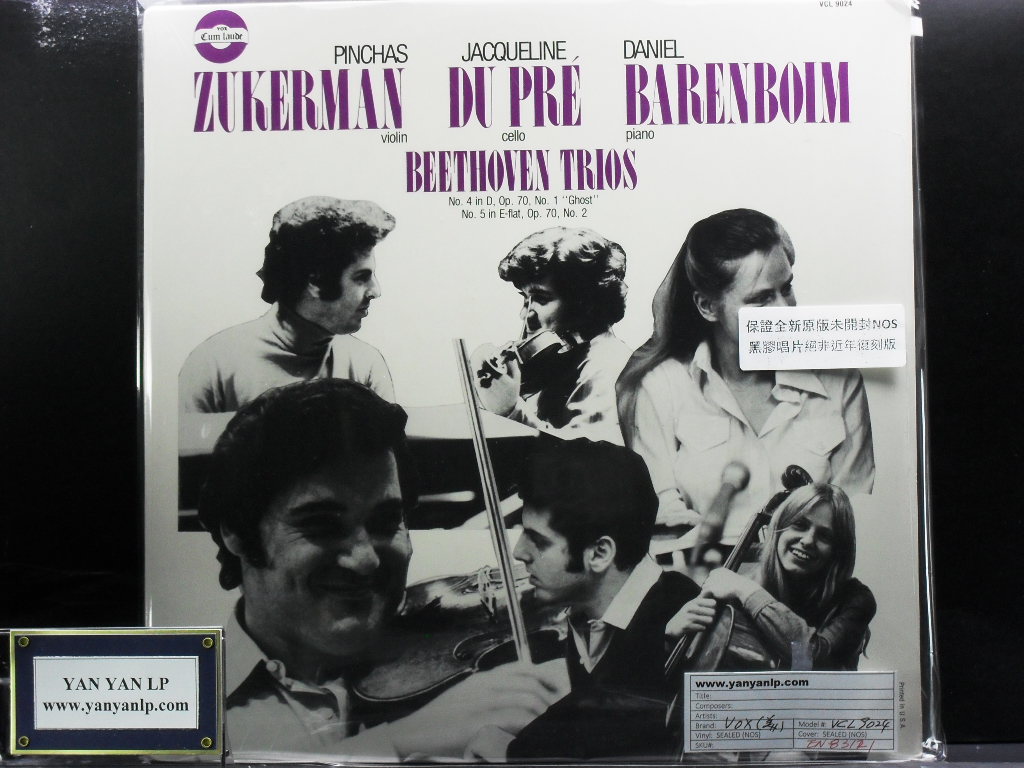 VCL 9024
VOX
Cum laude
PINCHAS JACQUELINE DANIEL
ZUKERMAN DU PRÉ BARENBOIM
violin cello piano
BEETHOVEN TRIOS
No. 4 in D, Op. 70, No. 1 "Ghost"
No. 5 in E-flat, Op. 70, No. 2
保證全新原版未開封NOS
黑膠唱片絕非近年復刻版
YAN YAN LP
www.yanyanlp.com
www.yanyanlp.com
Title:
Composers:
Artists:
Brand: VOX Model #: VCL 9024
Vinyl: SEALED (NOS) Cover: SEALED (NOS)
SKU#:
Printed in U.S.A.